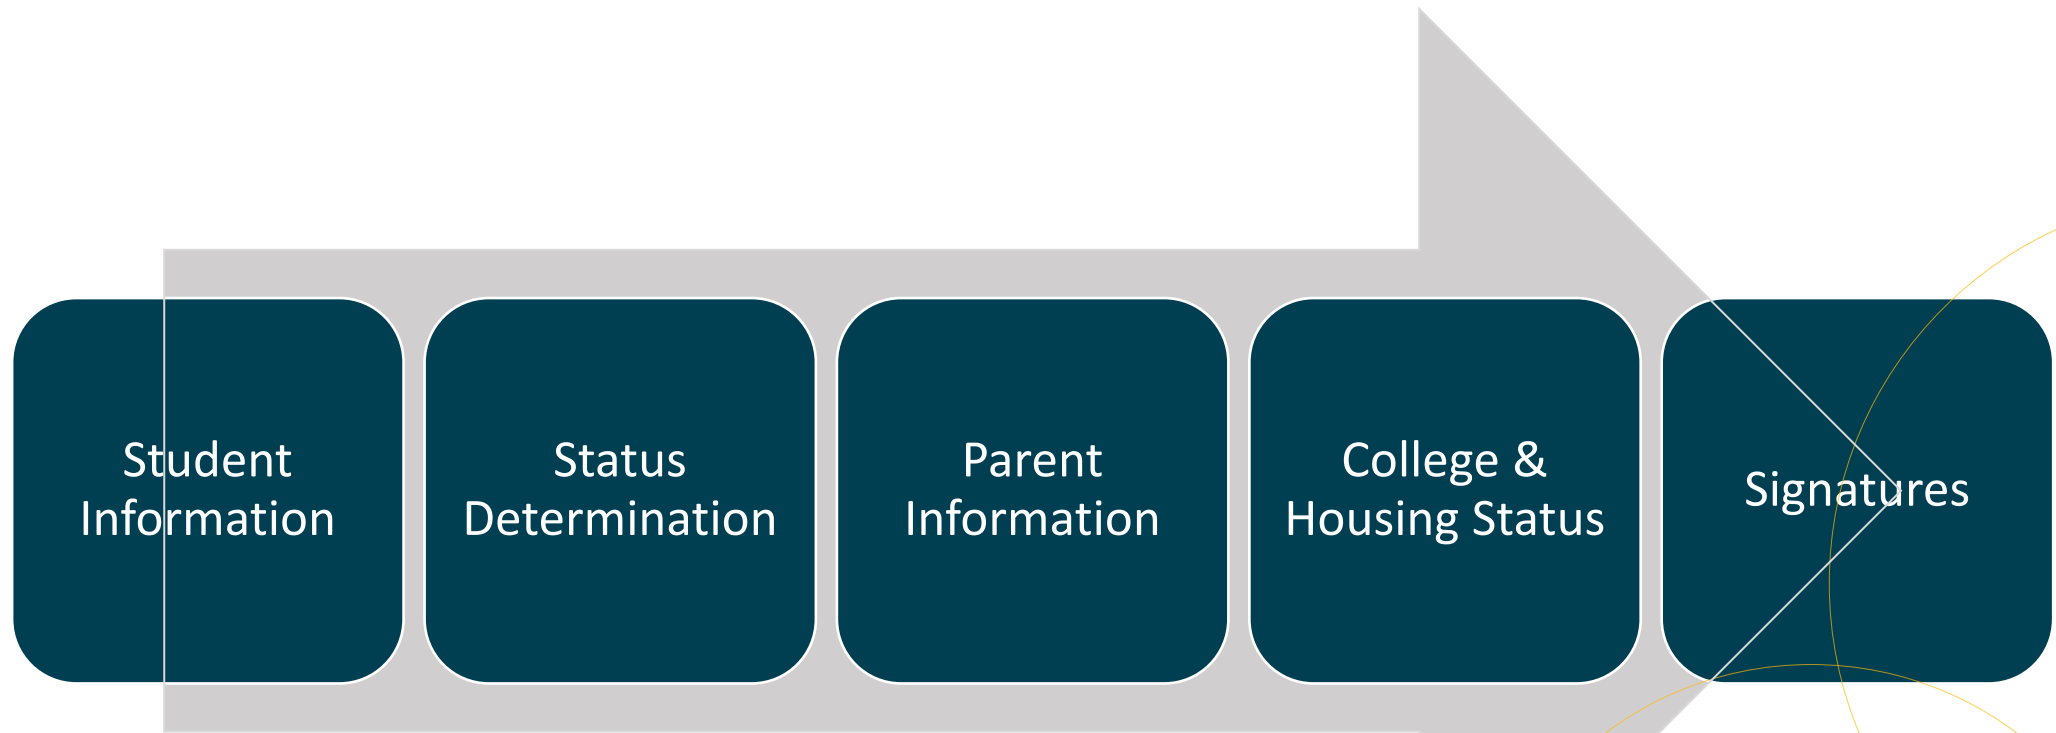 Student
Information
Status
Determination
Parent
Information
College &
Housing Status
Signatures